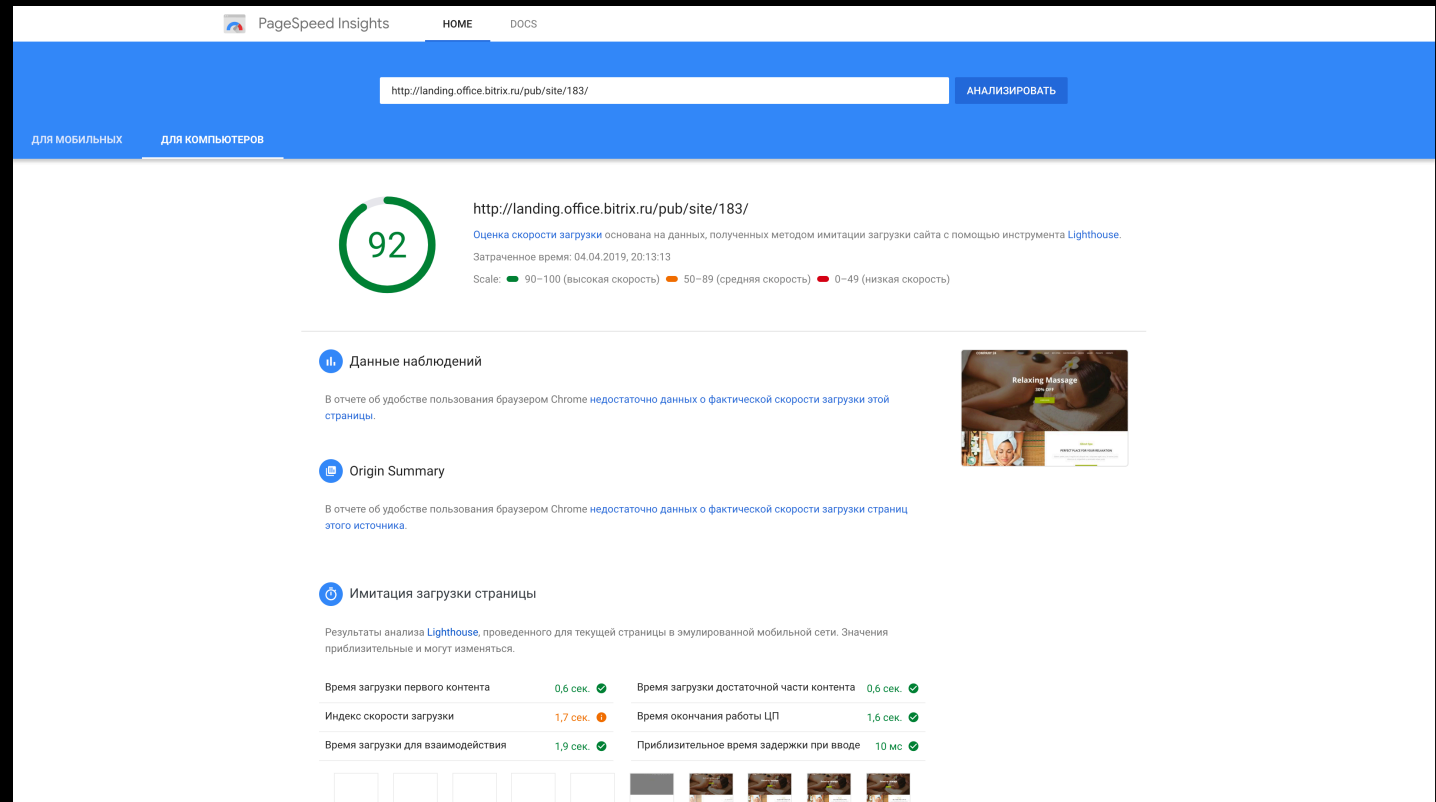 PageSpeed Insights
HOME
DOCS
http://landing.office.bitrix.ru/pub/site/183/
АНАЛИЗИРОВАТЬ
ДЛЯ МОБИЛЬНЫХ
ДЛЯ КОМПЬЮТЕРОВ
92
http://landing.office.bitrix.ru/pub/site/183/
Оценка скорости загрузки основана на данных, полученных методом имитации загрузки сайта с помощью инструмента Lighthouse.
Затраченное время: 04.04.2019, 20:13:13
Scale: 90–100 (высокая скорость) 50–89 (средняя скорость) 0–49 (низкая скорость)
Данные наблюдений
В отчете об удобстве пользования браузером Chrome недостаточно данных о фактической скорости загрузки этой
страницы.
Relaxing Massage
30% OFF
PERFECT PLACE FOR YOUR RELAXATION
Origin Summary
В отчете об удобстве пользования браузером Chrome недостаточно данных о фактической скорости загрузки страниц
этого источника.
Имитация загрузки страницы
Результаты анализа Lighthouse, проведенного для текущей страницы в эмулированной мобильной сети. Значения
приблизительные и могут изменяться.
Время загрузки первого контента 0,6 сек.
Время загрузки достаточной части контента 0,6 сек.
Индекс скорости загрузки 1,7 сек.
Время окончания работы ЦП 1,6 сек.
Время загрузки для взаимодействия 1,9 сек.
Приблизительное время задержки при вводе 10 мс